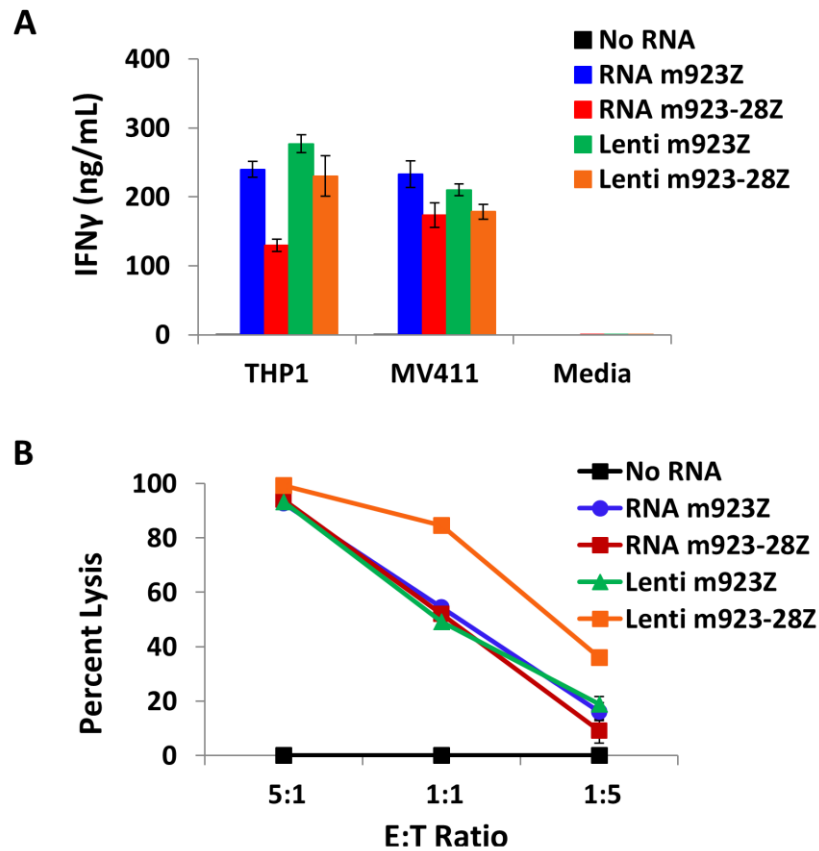 A
IFNγ (ng/mL)
400
300
200
100
0
THP1 MV411 Media
No RNA
RNA m923Z
RNA m923-28Z
Lenti m923Z
Lenti m923-28Z
B
Percent Lysis
100
80
60
40
20
0
5:1 1:1 1:5
E:T Ratio
No RNA
RNA m923Z
RNA m923-28Z
Lenti m923Z
Lenti m923-28Z